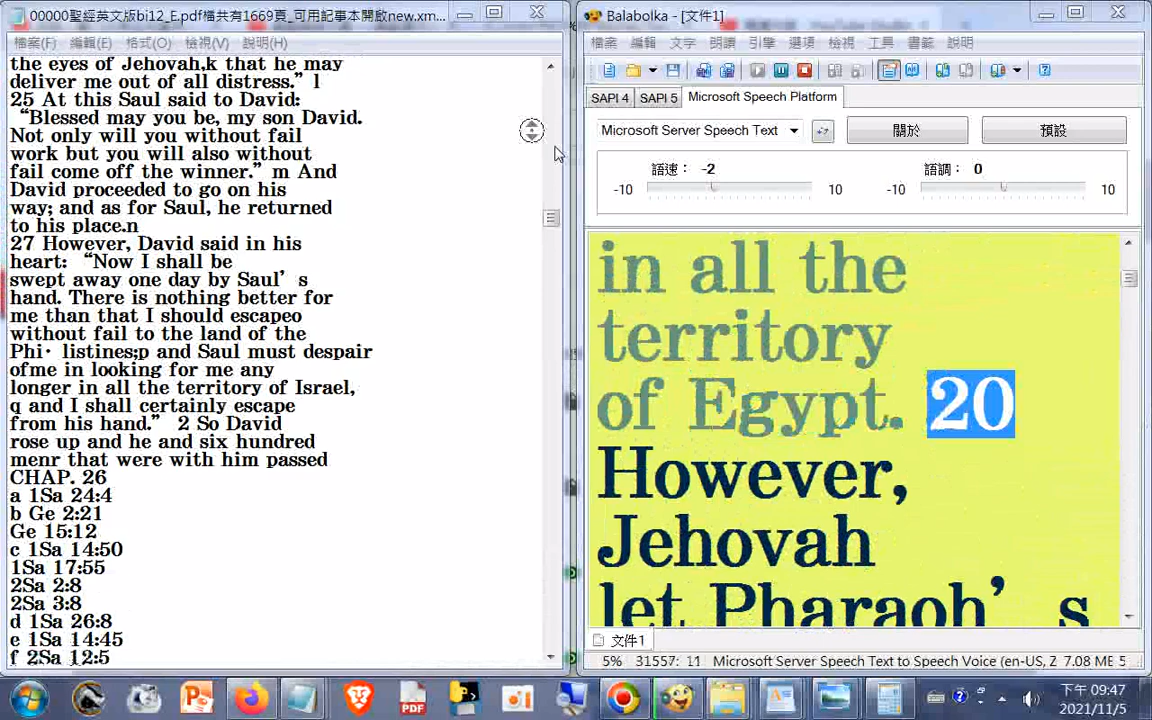 00000聖經英文版bi12_E.pdf檔共有1669頁_可用記事本開啟new.xm...
檔案(F) 編輯(E) 格式(O) 檢視(V) 說明(H)
the eyes of Jehovah,k that he may
deliver me out of all distress.” l
25 At this Saul said to David:
“Blessed may you be, my son David.
Not only will you without fail
work but you will also without
fail come off the winner.” m And
David proceeded to go on his
way; and as for Saul, he returned
to his place.n
27 However, David said in his
heart: “Now I shall be
swept away one day by Saul’s
hand. There is nothing better for
me than that I should escapeo
without fail to the land of the
Phi· listines;p and Saul must despair
ofme in looking for me any
longer in all the territory of Israel,
q and I shall certainly escape
from his hand.” 2 So David
rose up and he and six hundred
menr that were with him passed
CHAP. 26
a 1Sa 24:4
b Ge 2:21
Ge 15:12
c 1Sa 14:50
1Sa 17:55
2Sa 2:8
2Sa 3:8
d 1Sa 26:8
e 1Sa 14:45
f 2Sa 12:5
Balabolka - [文件1]
檔案 編輯 文字 朗讀 引擎 選項 檢視 工具 書籤 說明
SAPI 4 SAPI 5 Microsoft Speech Platform
Microsoft Server Speech Text 關於 預設
語速: -2 語調: 0
-10 10 -10 10
in all the
territory
of Egypt. 20
However,
Jehovah
let Pharaoh’s
文件1
5% 31557: 11 Microsoft Server Speech Text to Speech Voice (en-US, Z 7.08 MB 5
下午 09:47
2021/11/5